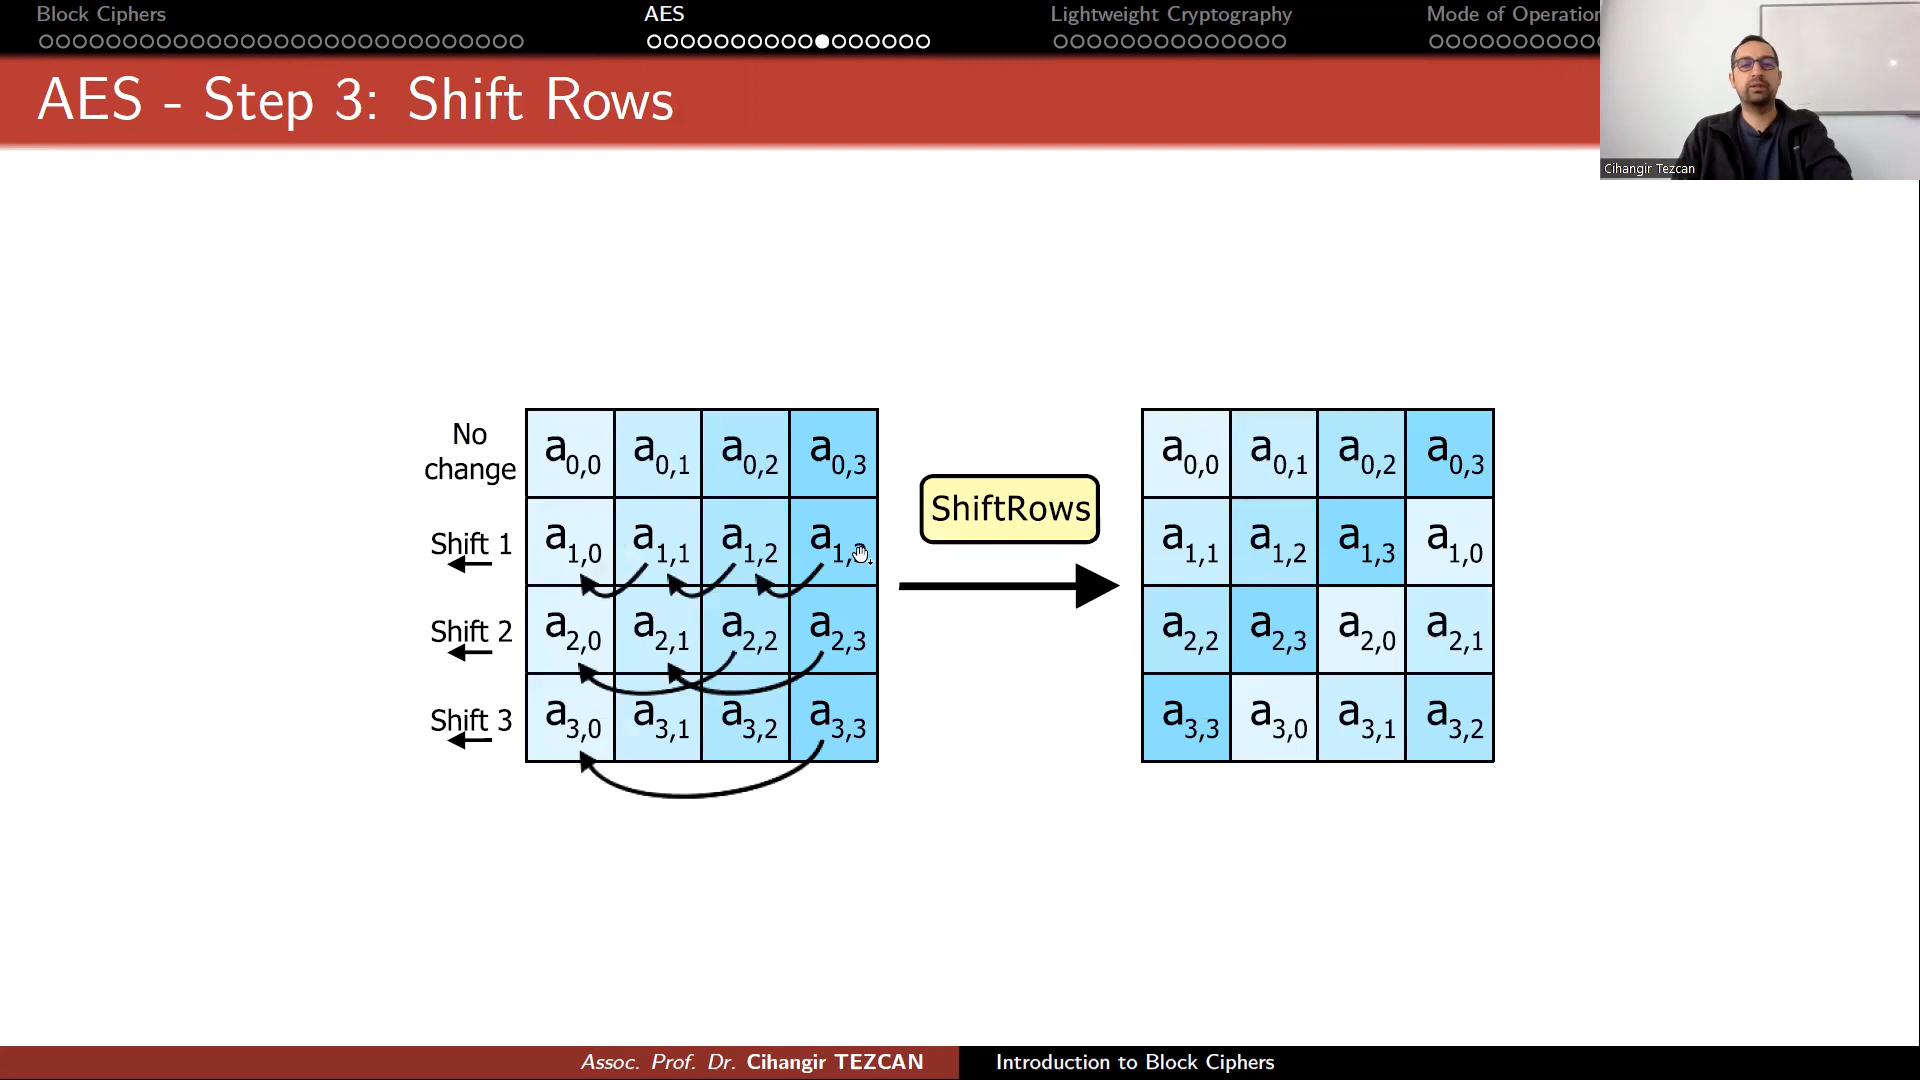 Block Ciphers
AES
Lightweight Cryptography
Mode of Operation
AES - Step 3: Shift Rows
Cihangir Tezcan
No
change
a0,0 a0,1 a0,2 a0,3
a0,0 a0,1 a0,2 a0,3
ShiftRows
Shift 1
a1,0 a1,1 a1,2 a1,3
a1,1 a1,2 a1,3 a1,0
Shift 2
a2,0 a2,1 a2,2 a2,3
a2,2 a2,3 a2,0 a2,1
Shift 3
a3,0 a3,1 a3,2 a3,3
a3,3 a3,0 a3,1 a3,2
Assoc. Prof. Dr. Cihangir TEZCAN
Introduction to Block Ciphers